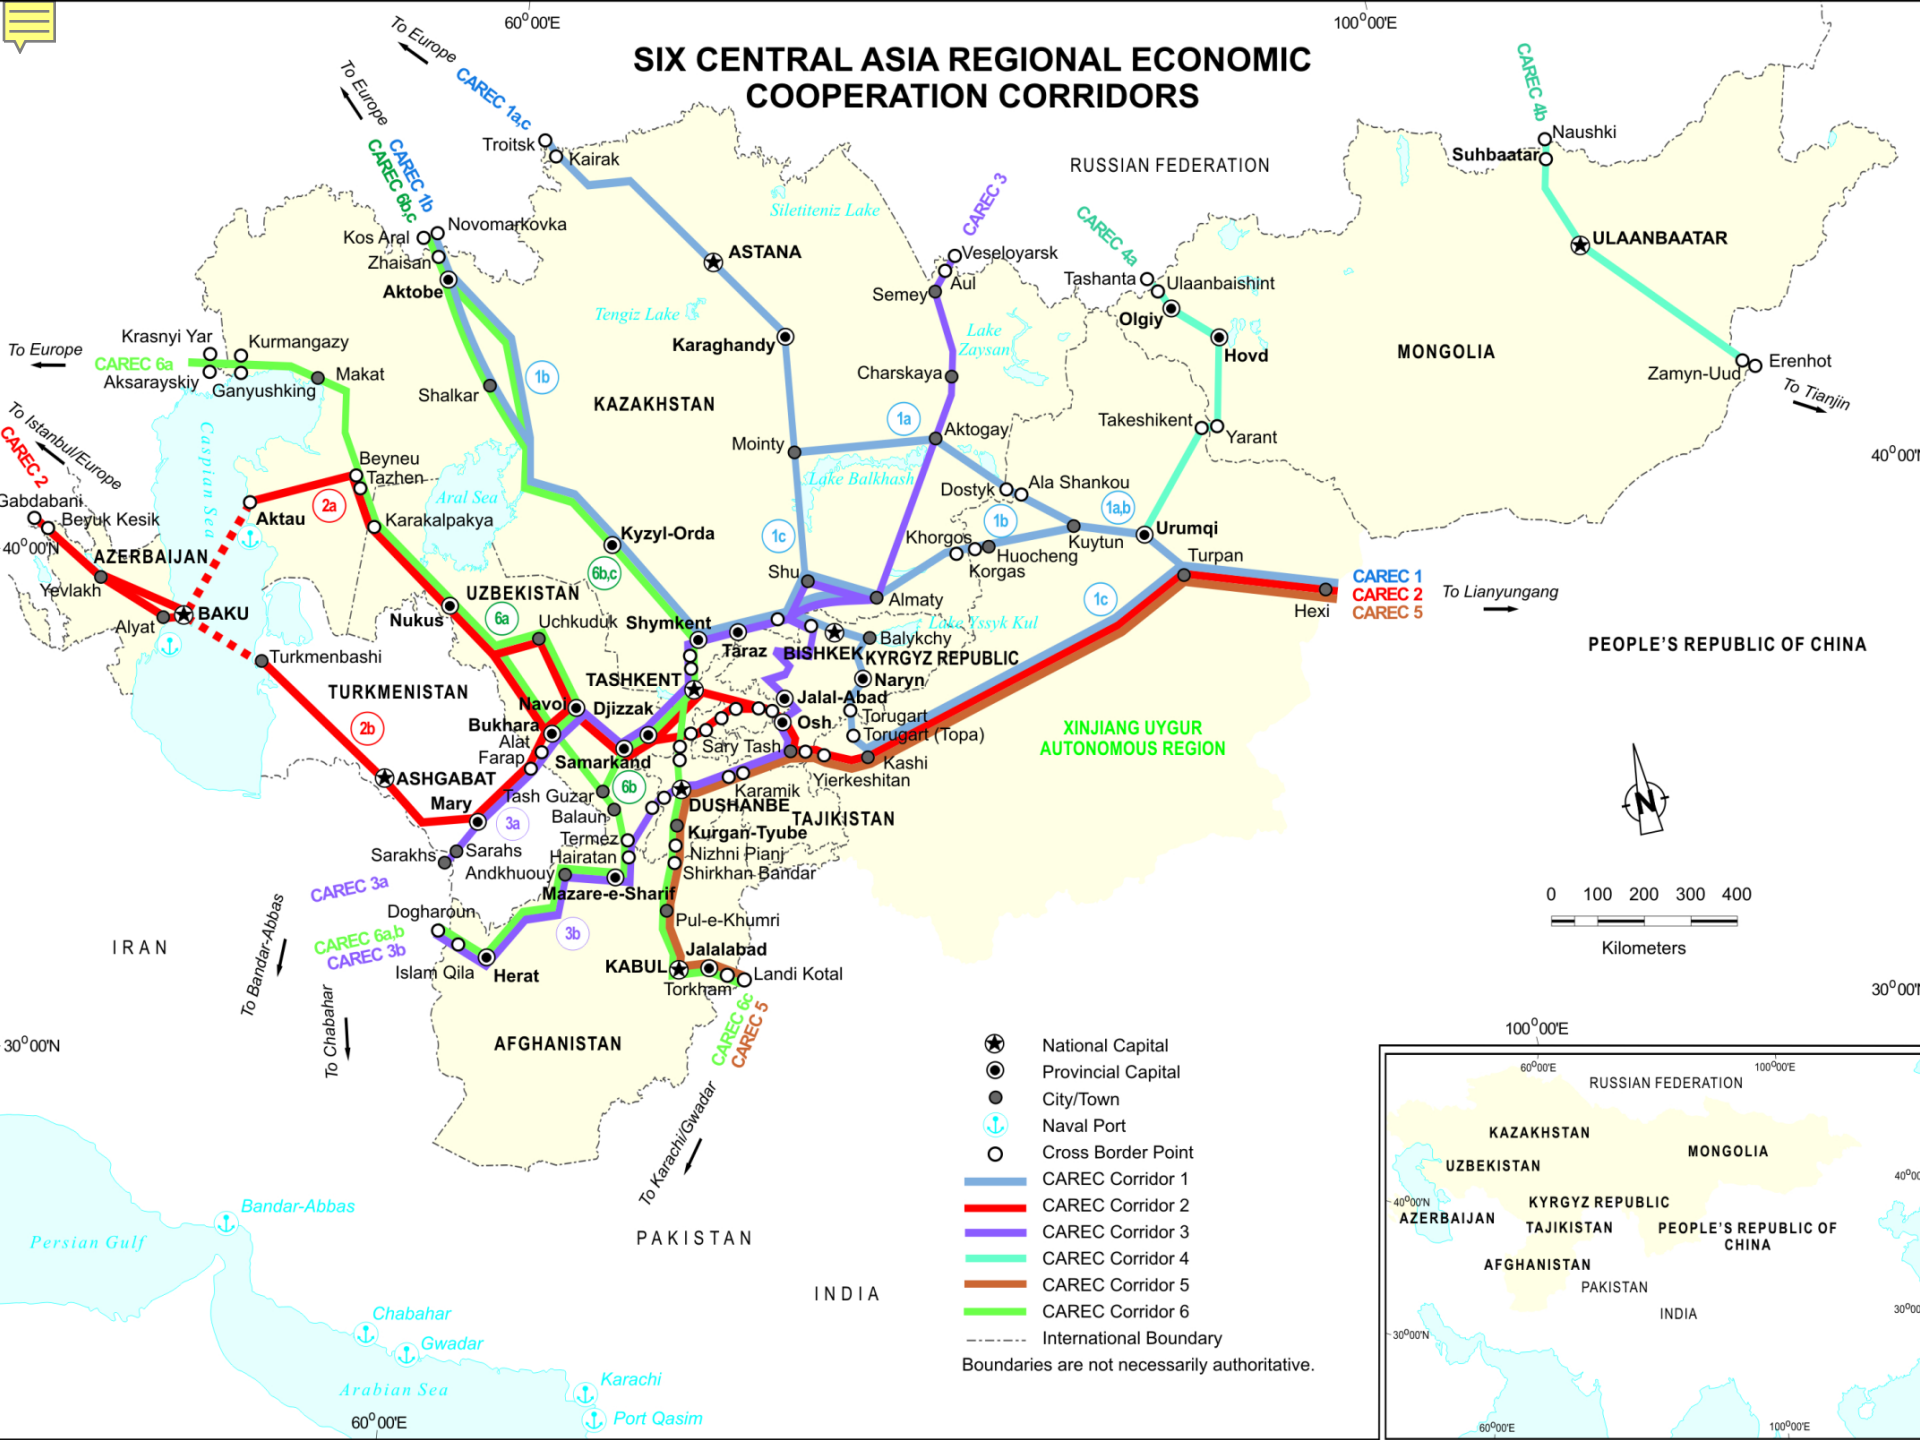 60°00'E
100°00'E
SIX CENTRAL ASIA REGIONAL ECONOMIC
COOPERATION CORRIDORS
To Europe
CAREC 1a,c
To Europe
CAREC 1b
CAREC 6b,c
CAREC 4b
Naushki
Suhbaatar
Troitsk
Kairak
RUSSIAN FEDERATION
CAREC 3
Siletiteniz Lake
CAREC 4a
Novomarkovka
Kos Aral
Zhaisan
Aktobe
ASTANA
Veseloyarsk
Aul
Semey
Tashanta
Ulaanbaishint
Olgiy
ULAANBAATAR
Tengiz Lake
Lake
Zaysan
Karaghandy
Hovd
MONGOLIA
Krasnyi Yar
Kurmangazy
To Europe
CAREC 6a
Aksarayskiy
Ganyushking
Makat
Shalkar
1b
Charskaya
Zamyn-Uud
Erenhot
To Tianjin
KAZAKHSTAN
1a
Takeshikent
Yarant
To Istanbul/Europe
CAREC 2
Caspian Sea
Mointy
Aktogay
40°00'N
Beyneu
Tazhen
Aral Sea
Lake Balkhash
Dostyk
Ala Shankou
Gabdabani
Beyuk Kesik
2a
Aktau
Karakalpakya
Kyzyl-Orda
1c
1b
1a,b
Kuytun
Urumqi
40°00'N
AZERBAIJAN
Khorgos
Huocheng
Korgas
Turpan
Yevlakh
6b,c
Shu
Almaty
1c
CAREC 1
CAREC 2
CAREC 5
To Lianyungang
Hexi
BAKU
Alyat
UZBEKISTAN
Nukus
6a
Uchkuduk
Shymkent
Lake Yssyk Kul
Taraz
BISHKEK
Balykchy
KYRGYZ REPUBLIC
PEOPLE'S REPUBLIC OF CHINA
Turkmenbashi
TURKMENISTAN
TASHKENT
Naryn
Jalal-Abad
Navoi
Djizzak
Torugart
Osh
Torugart (Topa)
2b
Bukhara
Alat
Farap
Samarkand
Sary Tash
Kashi
Yierkeshitan
XINJIANG UYGUR
AUTONOMOUS REGION
N
ASHGABAT
Mary
3a
Tash Guzar
6b
Balaun
DUSHANBE
Karamik
TAJIKISTAN
Kurgan-Tyube
Termez
Hairatan
Nizhni Pianj
Shirkhan Bandar
Sarakhs
Sarahs
Andkhuouy
Mazare-e-Sharif
CAREC 3a
Dogharoun
CAREC 6a,b
CAREC 3b
3b
Pul-e-Khumri
IRAN
To Bandar-Abbas
Islam Qila
Herat
KABUL
Jalalabad
Landi Kotal
Torkham
0 100 200 300 400
Kilometers
30°00'N
To Chabahar
CAREC 6c
CAREC 5
AFGHANISTAN
30°00'N
To Karachi/Gwadar
National Capital
Provincial Capital
City/Town
Naval Port
Cross Border Point
CAREC Corridor 1
CAREC Corridor 2
CAREC Corridor 3
CAREC Corridor 4
CAREC Corridor 5
CAREC Corridor 6
International Boundary
Boundaries are not necessarily authoritative.
Bandar-Abbas
Persian Gulf
PAKISTAN
INDIA
Chabahar
Gwadar
Arabian Sea
Karachi
Port Qasim
60°00'E
100°00'E
60°00'E
100°00'E
RUSSIAN FEDERATION
KAZAKHSTAN
MONGOLIA
UZBEKISTAN
40°00'N
40°00
KYRGYZ REPUBLIC
AZERBAIJAN
TAJIKISTAN
PEOPLE'S REPUBLIC OF
CHINA
AFGHANISTAN
PAKISTAN
INDIA
30°00'N
30°00
60°00'E
100°00'E